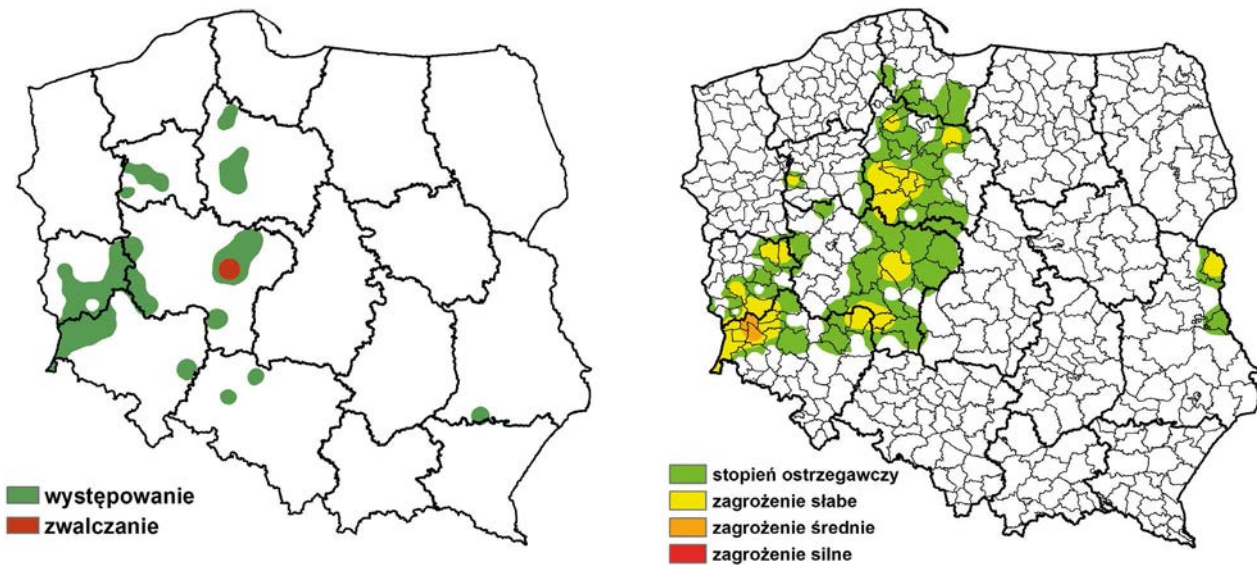 występowanie
zwalczanie
stopień ostrzegawczy
zagrożenie słabe
zagrożenie średnie
zagrożenie silne